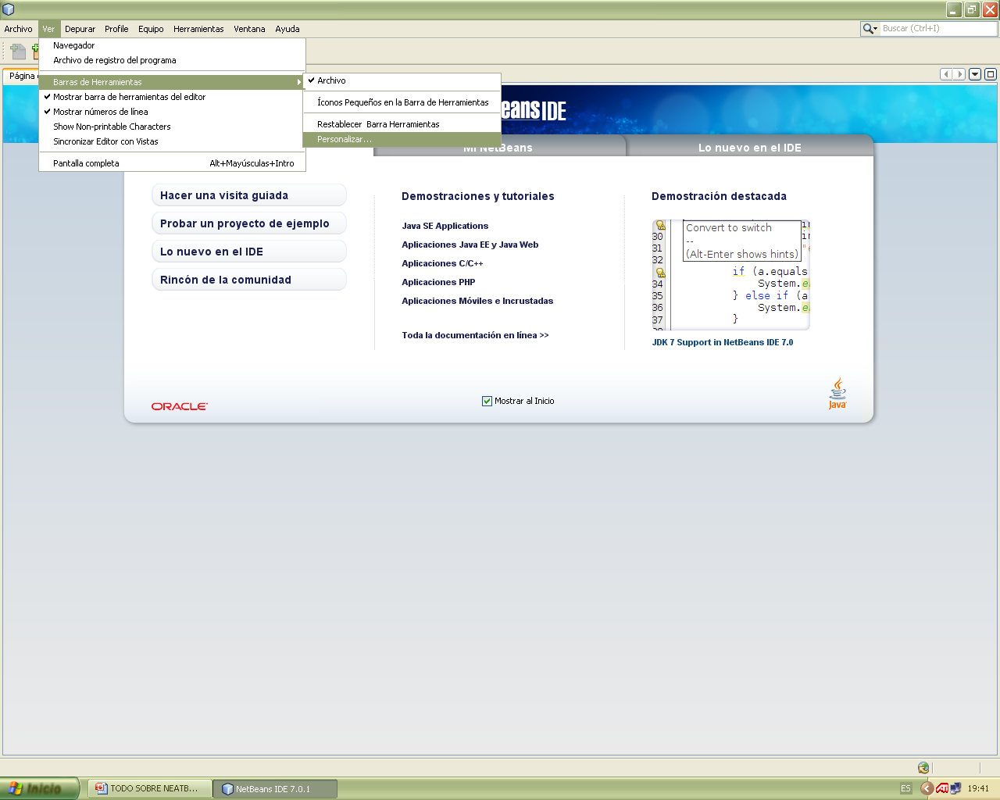 Archivo Ver Depurar Profile Equipo Herramientas Ventana Ayuda
Buscar (Ctrl+I)
Navegador
Archivo de registro del programa
Barras de Herramientas
Mostrar barra de herramientas del editor
Mostrar números de línea
Show Non-printable Characters
Sincronizar Editor con Vistas
Pantalla completa Alt+Mayúsculas+Intro
Archivo
Íconos Pequeños en la Barra de Herramientas
Restablecer Barra Herramientas
Personalizar...
Página
eans IDE
Mi NetBeans
Lo nuevo en el IDE
Hacer una visita guiada
Probar un proyecto de ejemplo
Lo nuevo en el IDE
Rincón de la comunidad
Demostraciones y tutoriales
Java SE Applications
Aplicaciones Java EE y Java Web
Aplicaciones C/C++
Aplicaciones PHP
Aplicaciones Móviles e Incrustadas
Toda la documentación en línea >>
Demostración destacada
Convert to switch
--
(Alt-Enter shows hints)
30
31
32
if (a.equals
34 System.
35 } else if (a
36 System.
37 }
JDK 7 Support in NetBeans IDE 7.0
ORACLE
Mostrar al Inicio
Java
Inicio
TODO SOBRE NEATB...
NetBeans IDE 7.0.1
ES
19:41